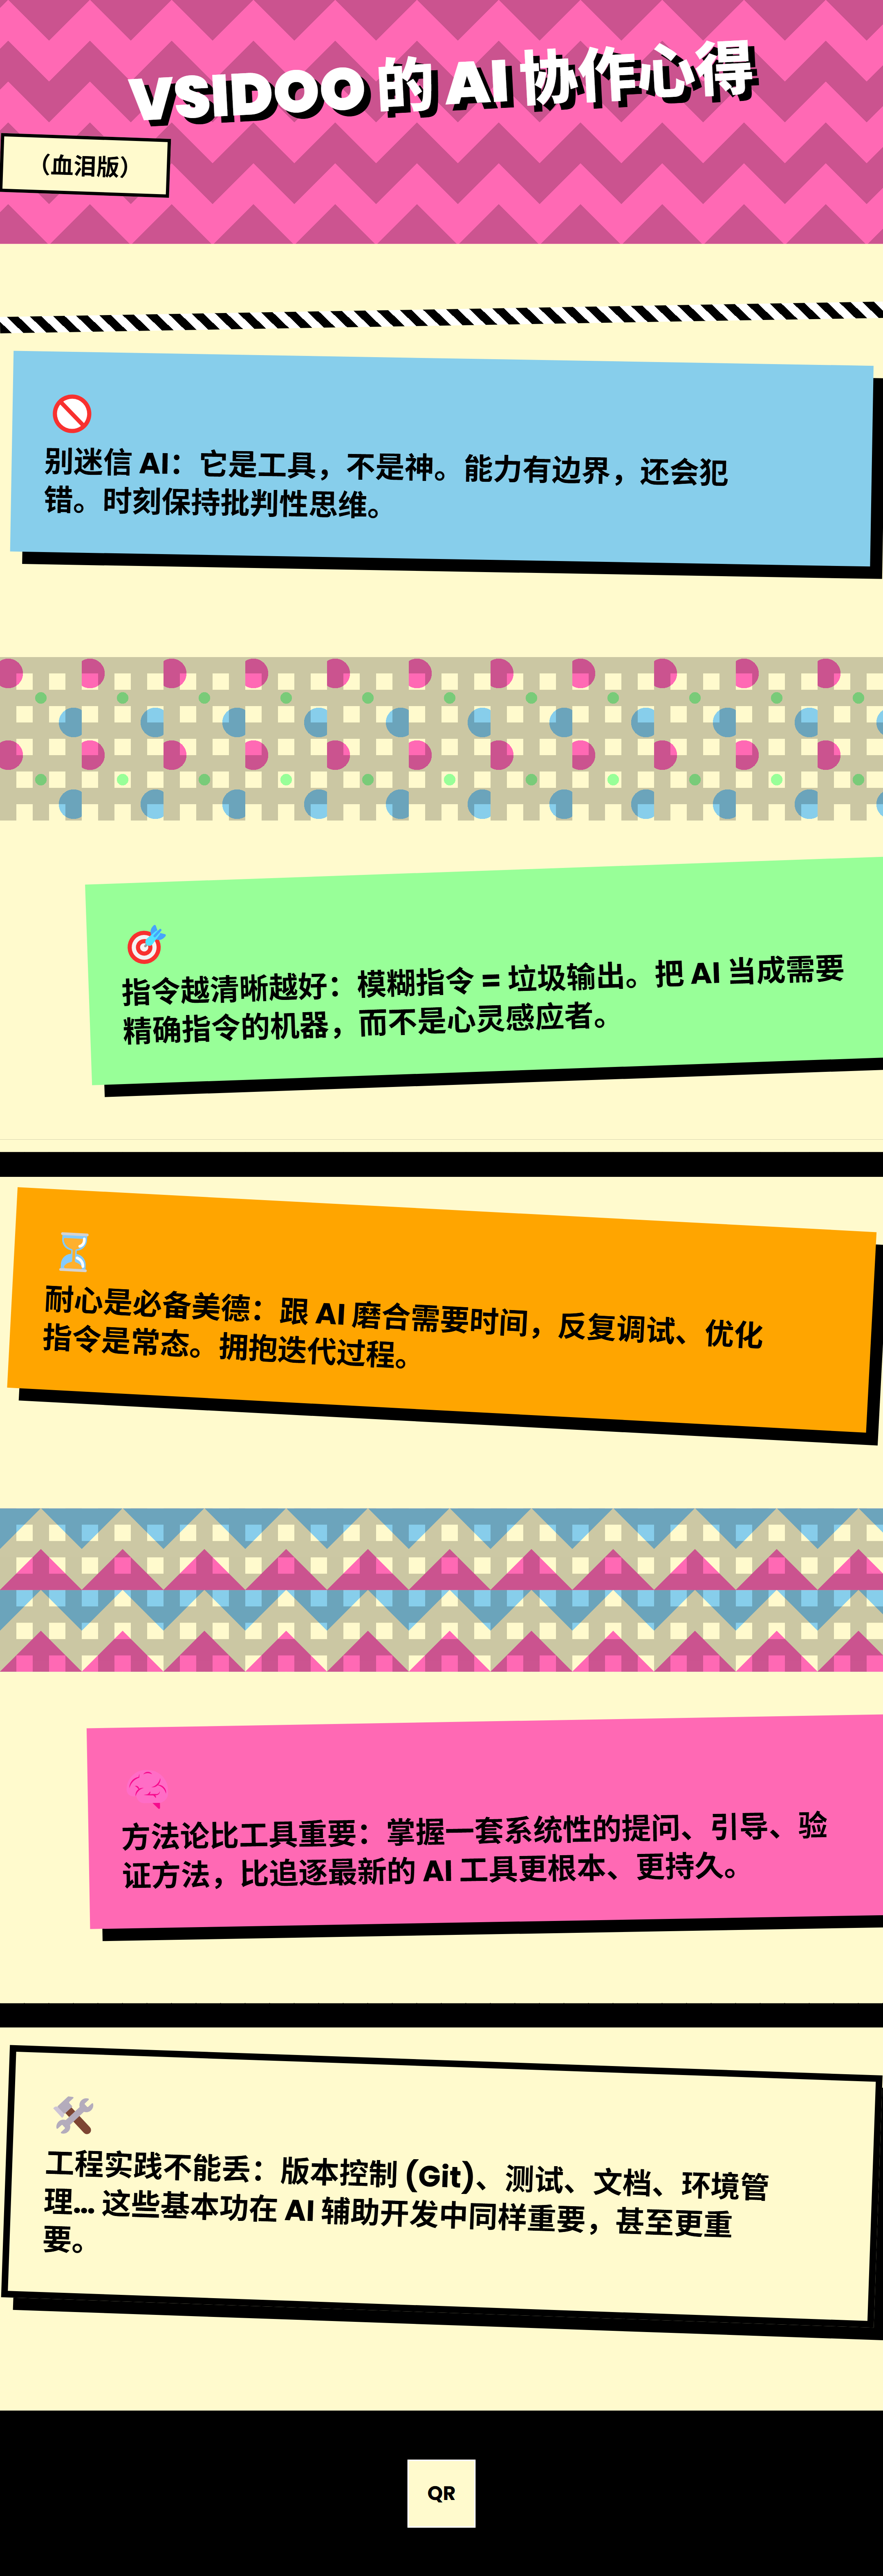 VSIDOO 的 AI 协作心得
（血泪版）
别迷信 AI：它是工具，不是神。能力有边界，还会犯
错。时刻保持批判性思维。
指令越清晰越好：模糊指令 = 垃圾输出。把 AI 当成需要
精确指令的机器，而不是心灵感应者。
耐心是必备美德：跟 AI 磨合需要时间，反复调试、优化
指令是常态。拥抱迭代过程。
方法论比工具重要：掌握一套系统性的提问、引导、验
证方法，比追逐最新的 AI 工具更根本、更持久。
工程实践不能丢：版本控制 (Git)、测试、文档、环境管
理... 这些基本功在 AI 辅助开发中同样重要，甚至更重
要。
QR